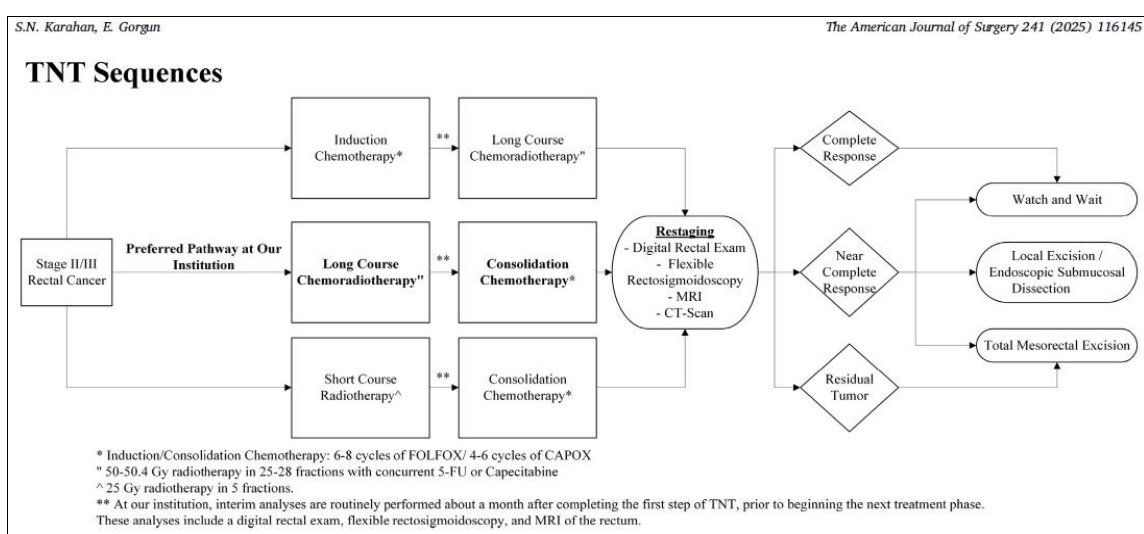 S.N. Karahan, E. Gorgun
The American Journal of Surgery 241 (2025) 116145
TNT Sequences
Induction
Chemotherapy*
**
Long Course
Chemoradiotherapy"
Complete
Response
Watch and Wait
Stage II/III
Rectal Cancer
Preferred Pathway at Our
Institution
Long Course
Chemoradiotherapy"
**
Consolidation
Chemotherapy*
Restaging
- Digital Rectal Exam
- Flexible
Rectosigmoidoscopy
- MRI
- CT-Scan
Near
Complete
Response
Local Excision /
Endoscopic Submucosal
Dissection
Total Mesorectal Excision
Short Course
Radiotherapy^
**
Consolidation
Chemotherapy*
Residual
Tumor
* Induction/Consolidation Chemotherapy: 6-8 cycles of FOLFOX/ 4-6 cycles of CAPOX
" 50-50.4 Gy radiotherapy in 25-28 fractions with concurrent 5-FU or Capecitabine
^ 25 Gy radiotherapy in 5 fractions.
** At our institution, interim analyses are routinely performed about a month after completing the first step of TNT, prior to beginning the next treatment phase.
These analyses include a digital rectal exam, flexible rectosigmoidoscopy, and MRI of the rectum.